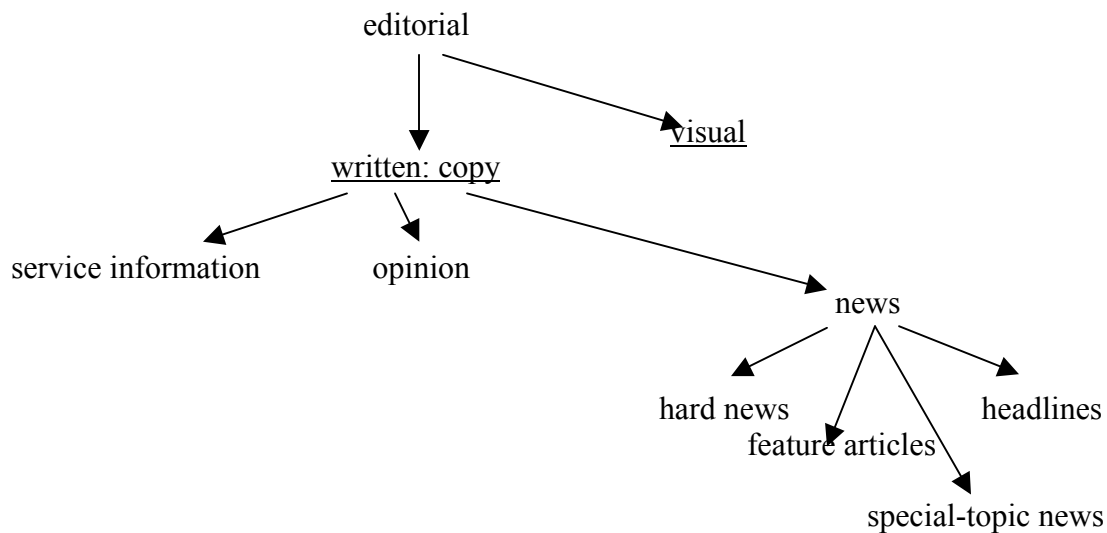 editorial
visual
written: copy
service information
opinion
news
hard news
headlines
feature articles
special-topic news